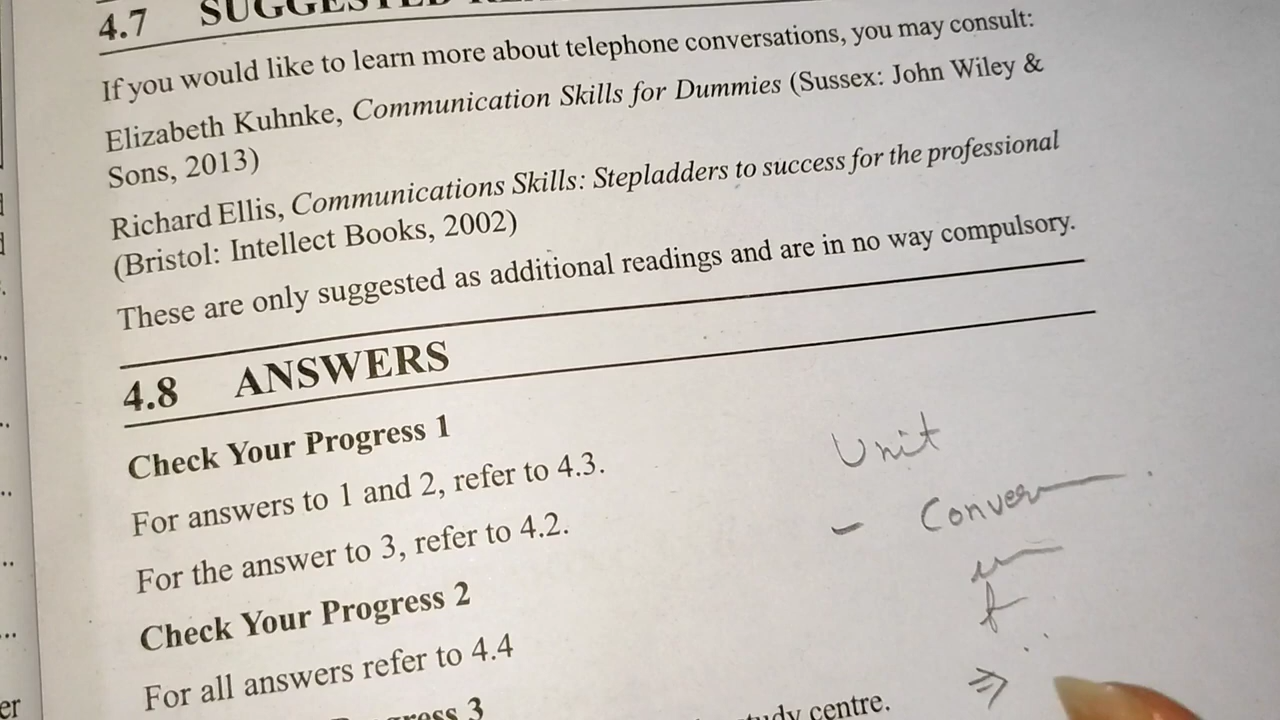 4.7 SUGGESTED
If you would like to learn more about telephone conversations, you may consult:
Elizabeth Kuhnke, Communication Skills for Dummies (Sussex: John Wiley &
Sons, 2013)
Richard Ellis, Communications Skills: Stepladders to success for the professional
(Bristol: Intellect Books, 2002)
These are only suggested as additional readings and are in no way compulsory.
4.8 ANSWERS
Check Your Progress 1
For answers to 1 and 2, refer to 4.3.
For the answer to 3, refer to 4.2.
Check Your Progress 2
For all answers refer to 4.4
3
centre.
Unit
- Conver